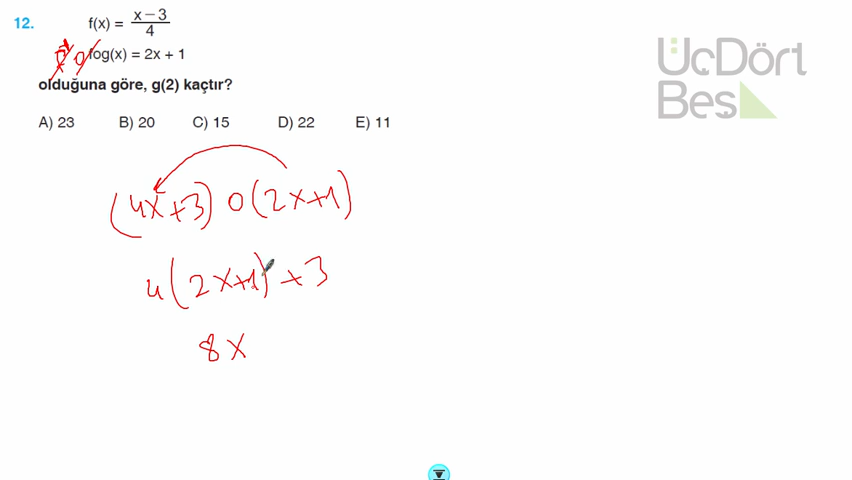 12. f(x) = x − 3 / 4
fog(x) = 2x + 1
olduğuna göre, g(2) kaçtır?
A) 23 B) 20 C) 15 D) 22 E) 11
(4x+3) o (2x+1)
4(2x+1)+3
8x
ÜçDört
Beş